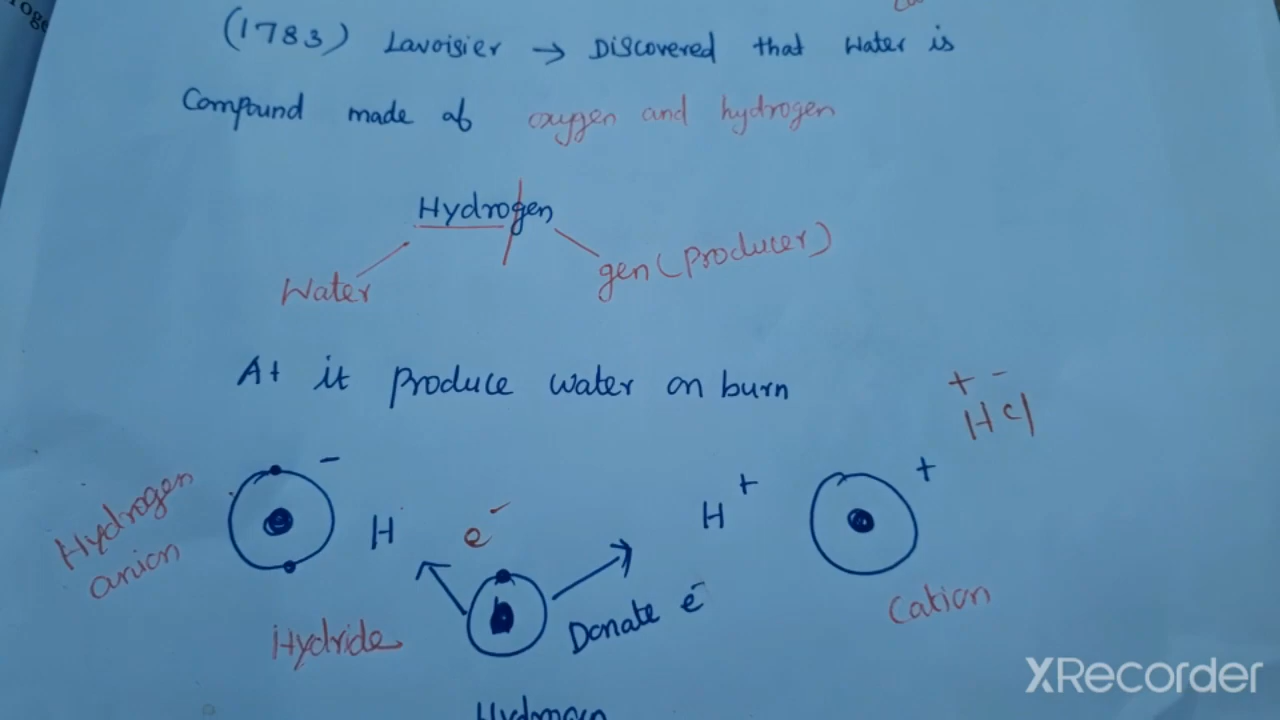 (1783) Lavoisier → Discovered that water is
Compound made of oxygen and hydrogen
Hydrogen
Water
gen (Producer)
At it produce water on burn
+ -
H Cl
Hydrogen
anion
-
H
e-
H+
+
Donate e-
Cation
Hydride
XRecorder